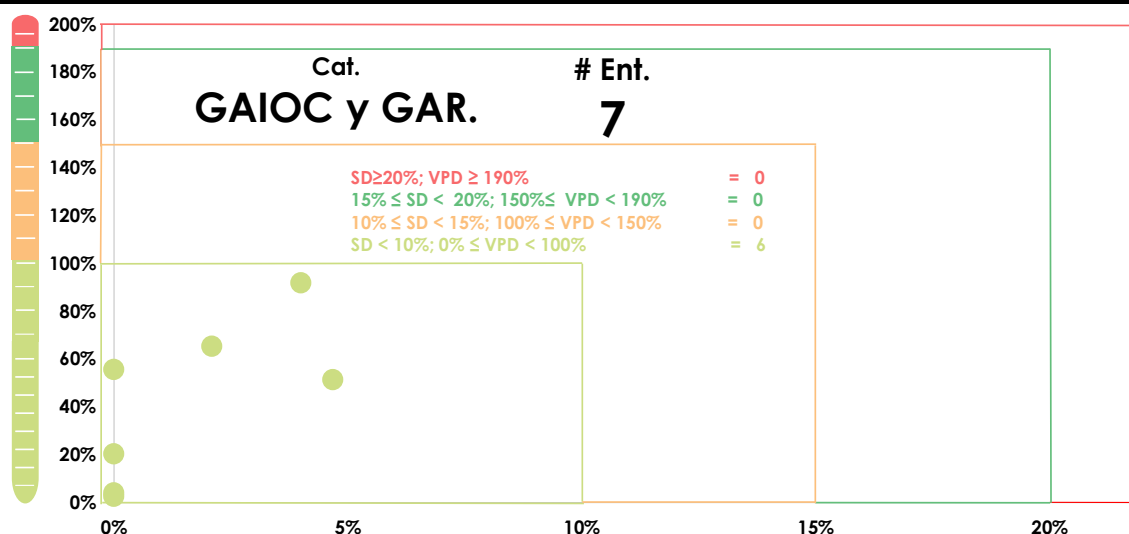 200%
Cat. # Ent.
180%
GAIOC y GAR. 7
160%
140%
SD≥20%; VPD ≥ 190% = 0
15% ≤ SD < 20%; 150%≤ VPD < 190% = 0
120%
10% ≤ SD < 15%; 100% ≤ VPD < 150% = 0
SD < 10%; 0% ≤ VPD < 100% = 6
100%
80%
60%
40%
20%
0%
0% 5% 10% 15% 20%